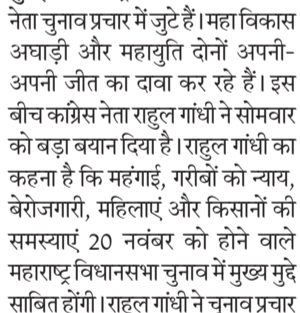 नेता चुनाव प्रचार में जुटे हैं। महा विकास
अघाड़ी और महायुति दोनों अपनी-
अपनी जीत का दावा कर रहे हैं। इस
बीच कांग्रेस नेता राहुल गांधी ने सोमवार
को बड़ा बयान दिया है। राहुल गांधी का
कहना है कि महंगाई, गरीबों को न्याय,
बेरोजगारी, महिलाएं और किसानों की
समस्याएं 20 नवंबर को होने वाले
महाराष्ट्र विधानसभा चुनाव में मुख्य मुद्दे
साबित होंगी। राहुल गांधी ने चुनाव प्रचार